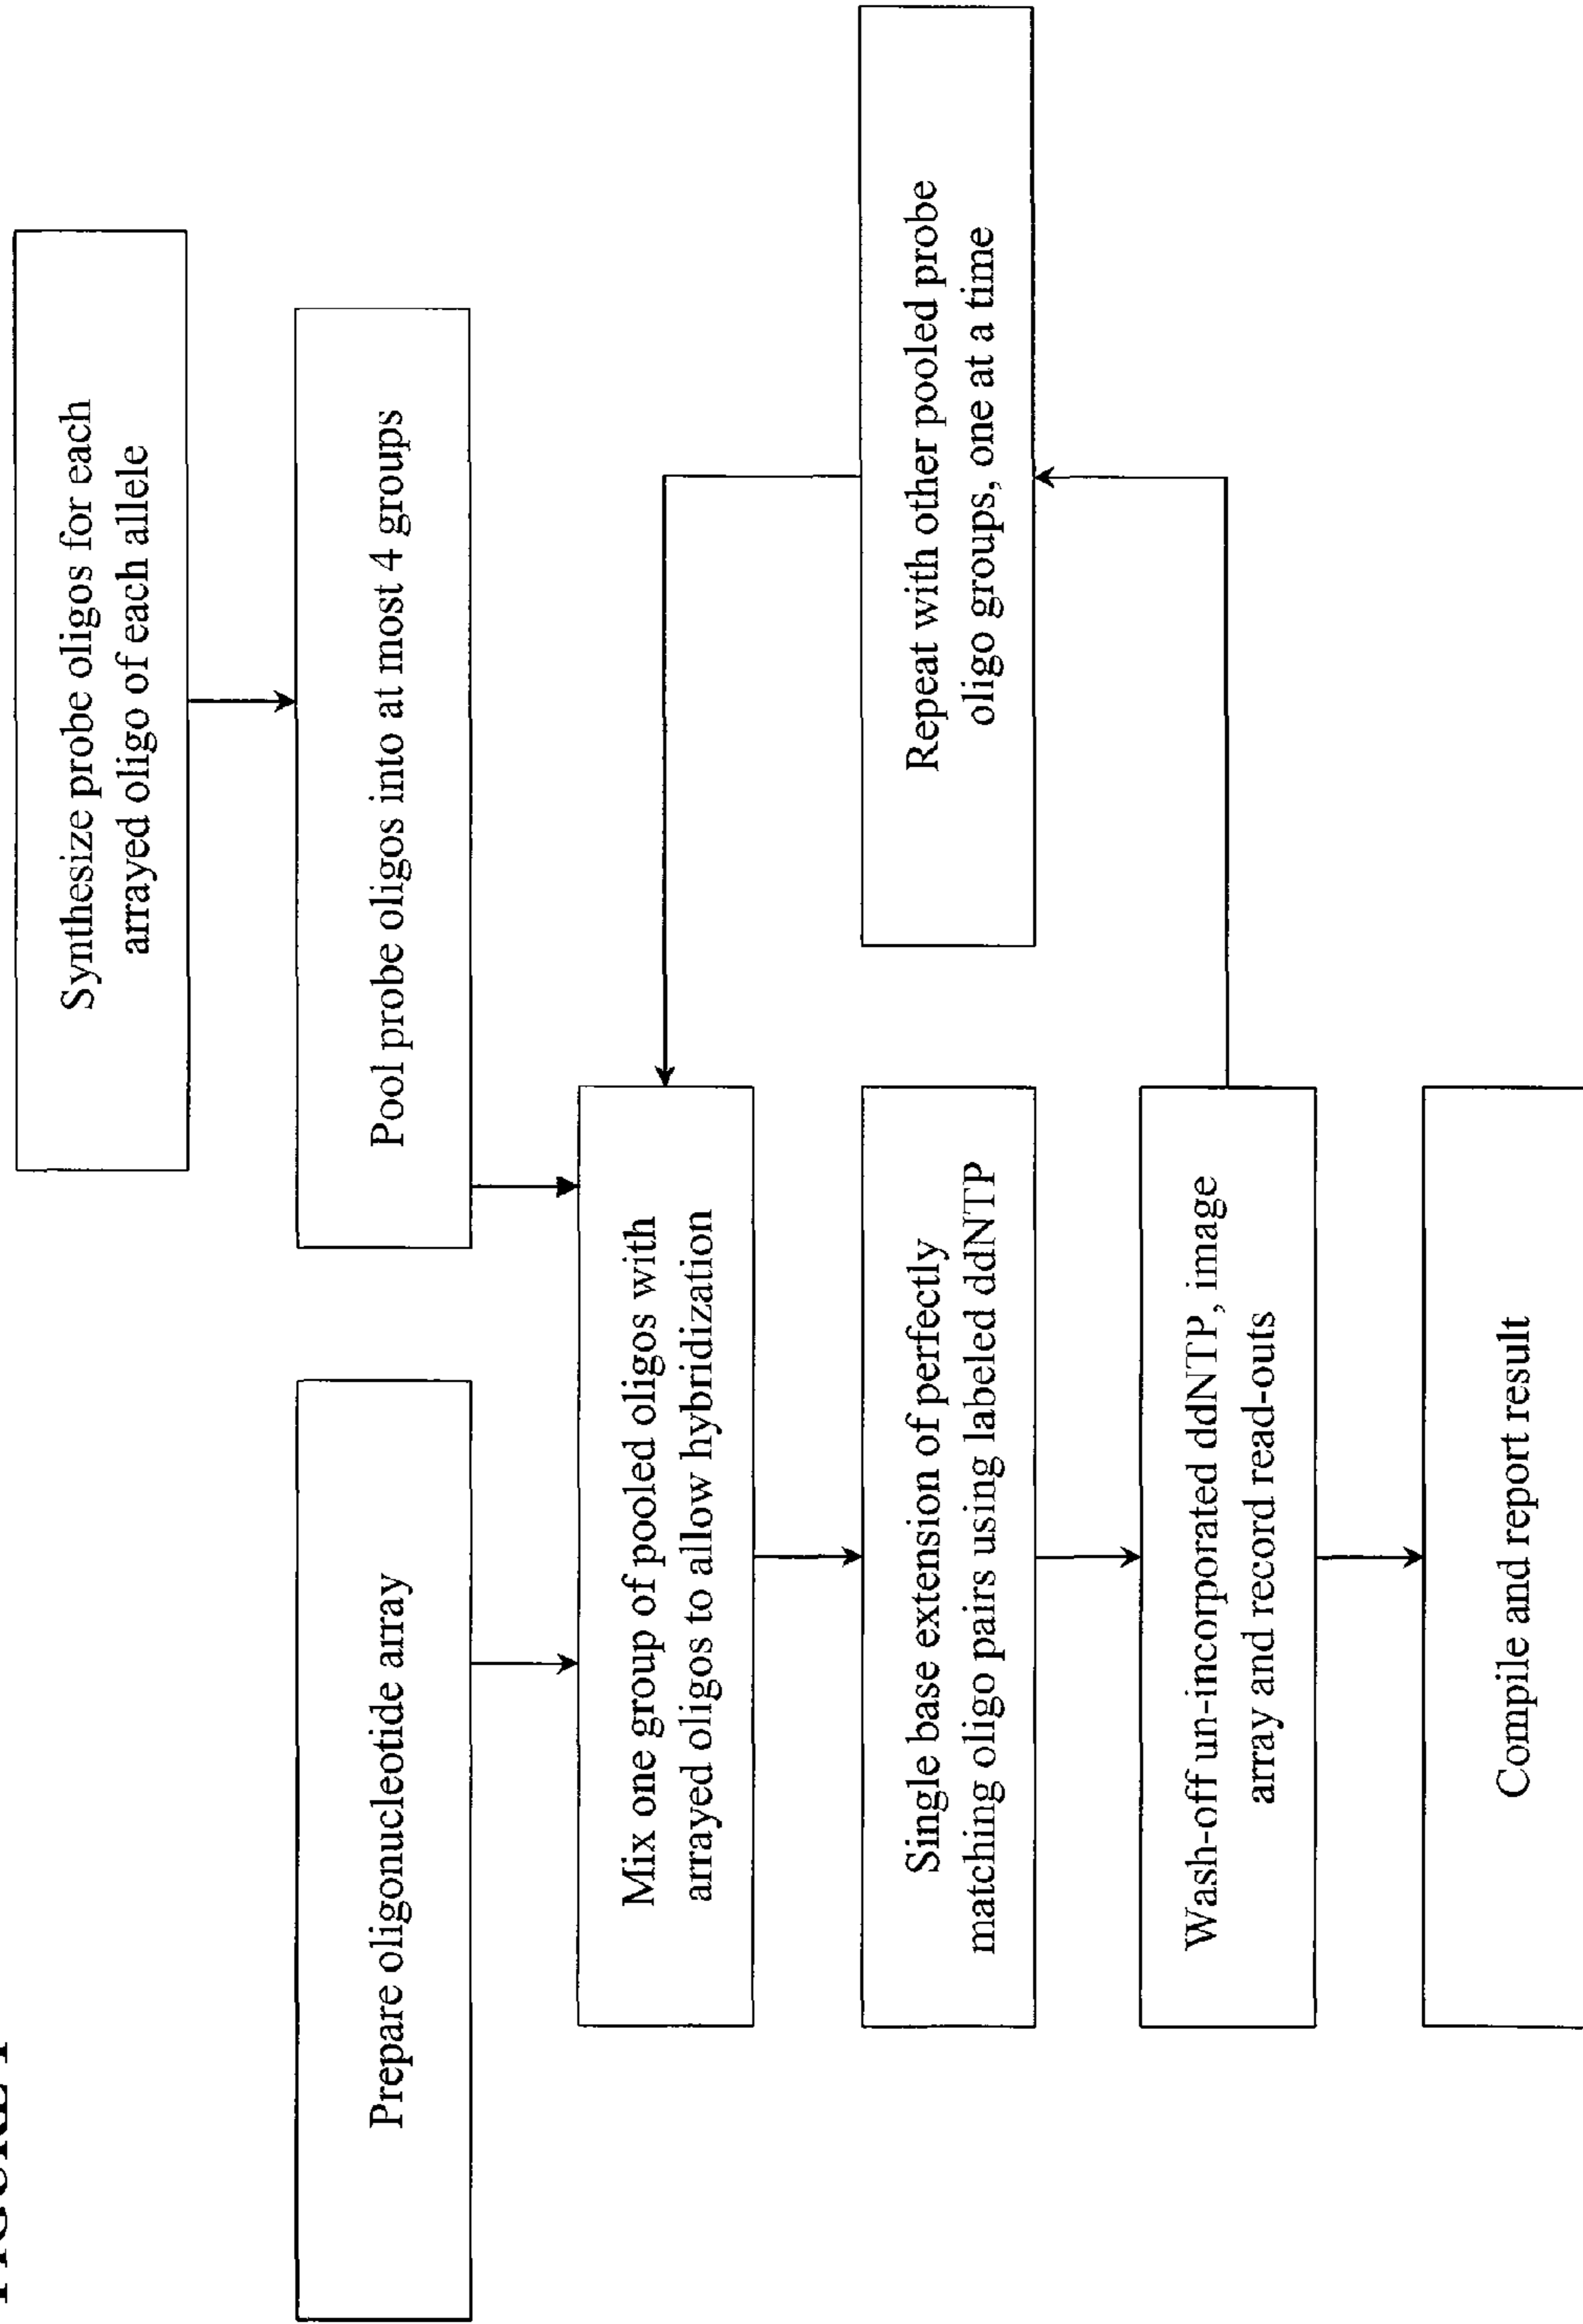 Synthesize probe oligos for each
arrayed oligo of each allele
Prepare oligonucleotide array
Pool probe oligos into at most 4 groups
Mix one group of pooled oligos with
arrayed oligos to allow hybridization
Single base extension of perfectly
matching oligo pairs using labeled ddNTP
Repeat with other pooled probe
oligo groups, one at a time
Wash-off un-incorporated ddNTP, image
array and record read-outs
Compile and report result